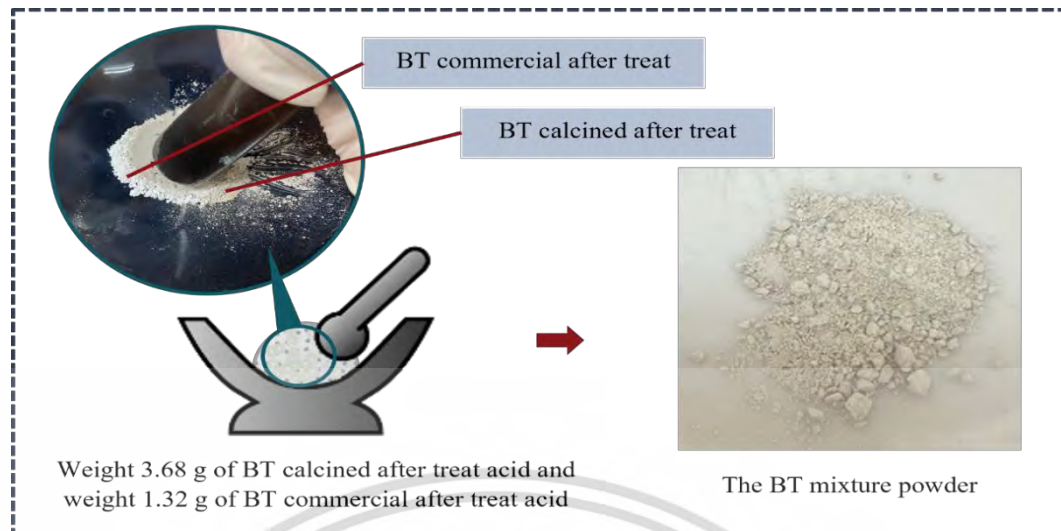 BT commercial after treat
BT calcined after treat
Weight 3.68 g of BT calcined after treat acid and
weight 1.32 g of BT commercial after treat acid
The BT mixture powder